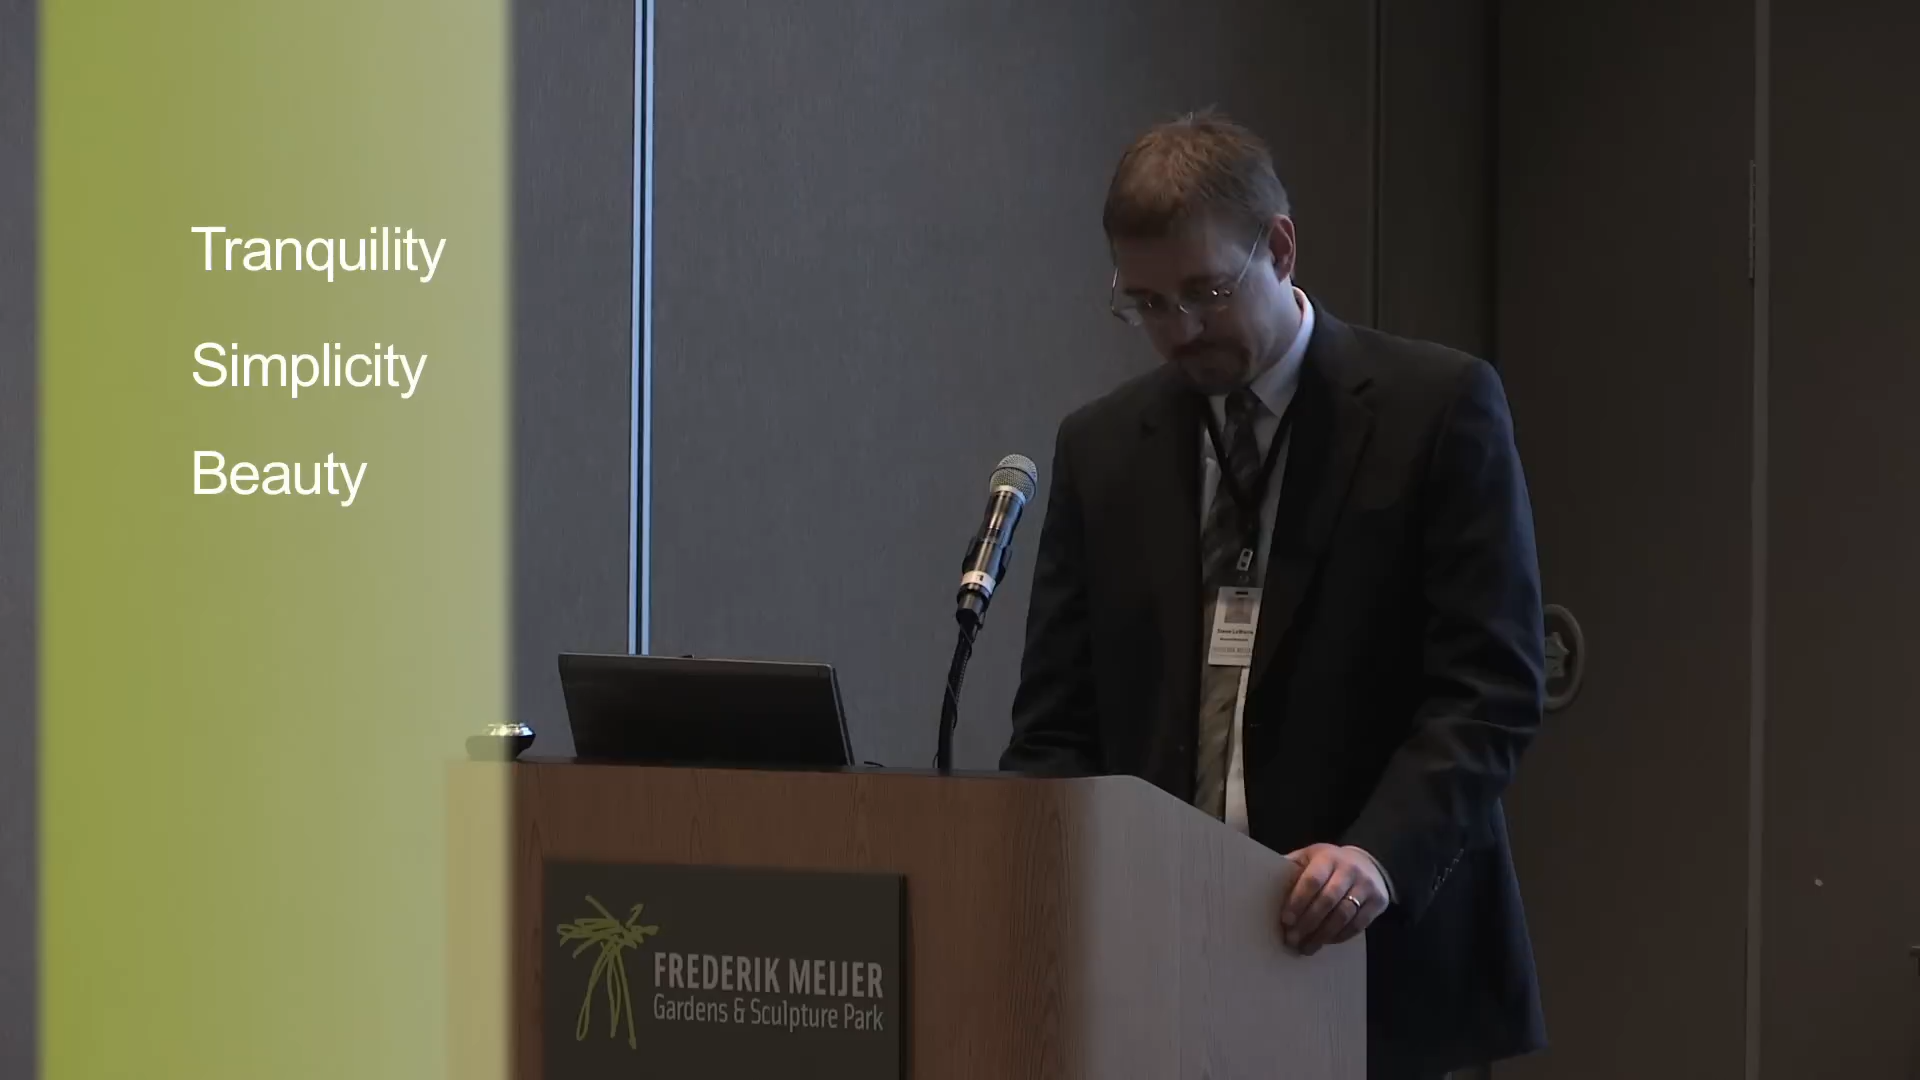 Tranquility
Simplicity
Beauty
FREDERIK MEIJER
Gardens & Sculpture Park